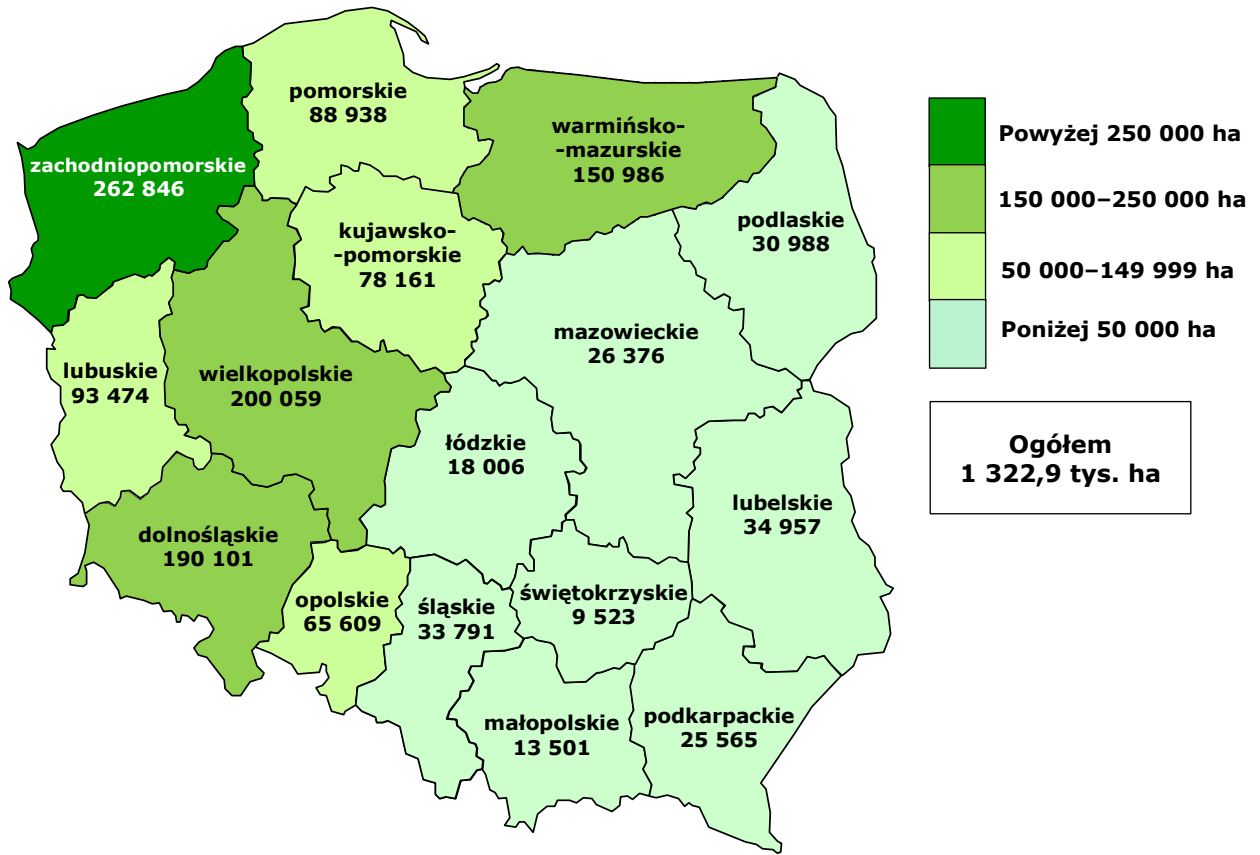 pomorskie
88 938
warmińsko-
-mazurskie
150 986
zachodniopomorskie
262 846
podlaskie
30 988
kujawsko-
-pomorskie
78 161
mazowieckie
26 376
lubuskie
93 474
wielkopolskie
200 059
łódzkie
18 006
lubelskie
34 957
dolnośląskie
190 101
opolskie
65 609
śląskie
33 791
świętokrzyskie
9 523
małopolskie
13 501
podkarpackie
25 565
Powyżej 250 000 ha
150 000–250 000 ha
50 000–149 999 ha
Poniżej 50 000 ha
Ogółem
1 322,9 tys. ha